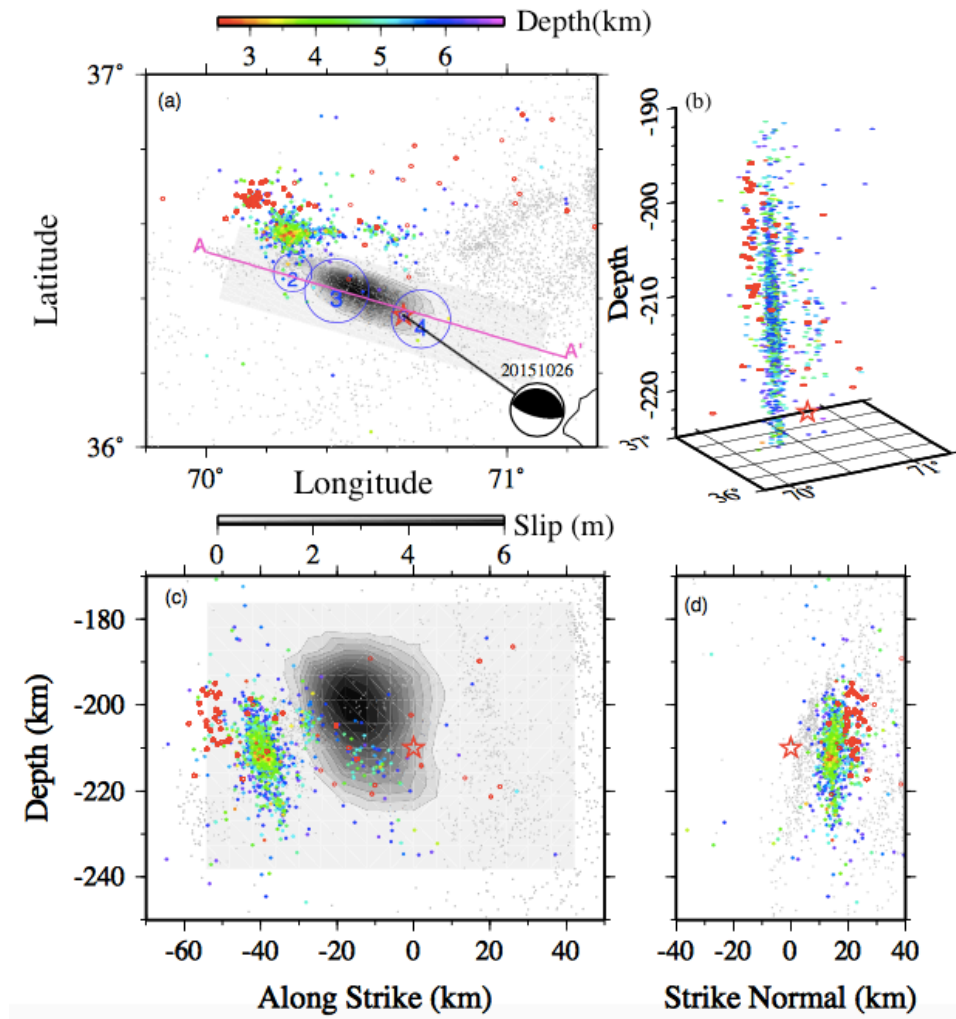 Depth(km)
3 4 5 6
37°
(a)
A
2
3
4
A'
20151026
36°
70° 71°
Latitude
Longitude
(b)
-190
-200
-210
-220
Depth
37°
36°
70°
71°
Slip (m)
0 2 4 6
(c)
-180
-200
-220
-240
Depth (km)
-60 -40 -20 0 20 40
Along Strike (km)
(d)
-40 -20 0 20 40
Strike Normal (km)